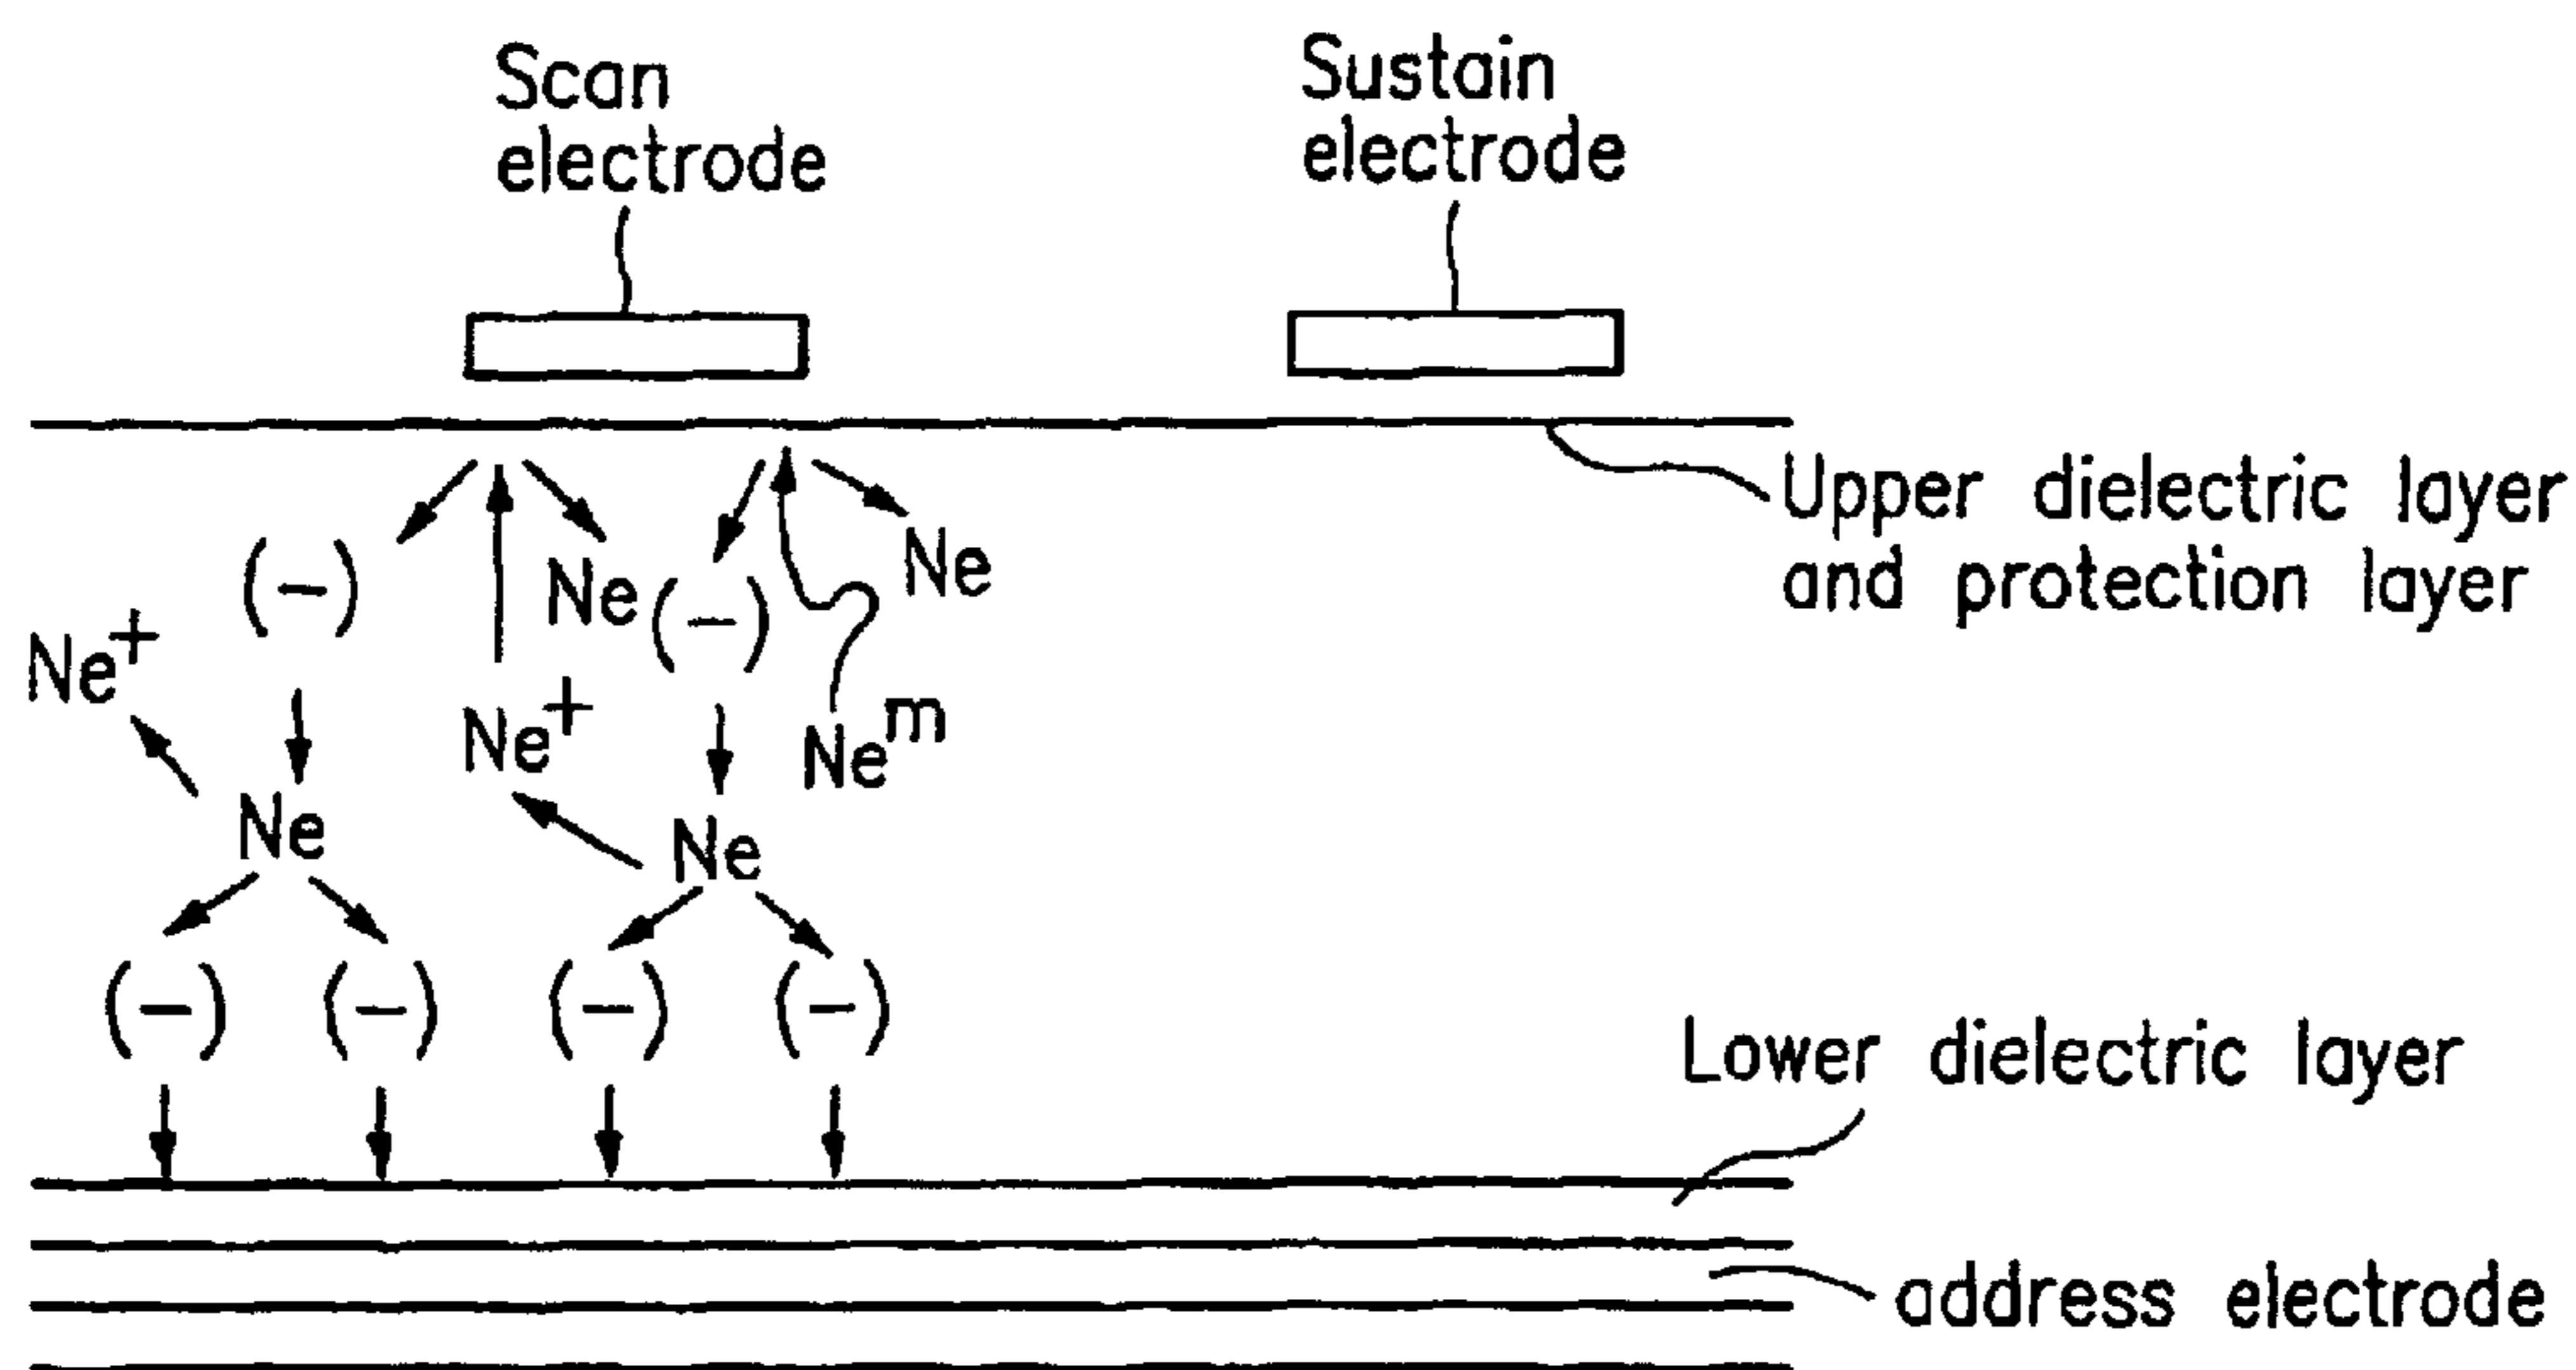 Scan
electrode
Sustain
electrode
Upper dielectric layer
and protection layer
(-)
Ne
(-)
Ne
Ne+
Ne+
Ne^m
Ne
Ne
(-) (-) (-) (-)
Lower dielectric layer
address electrode